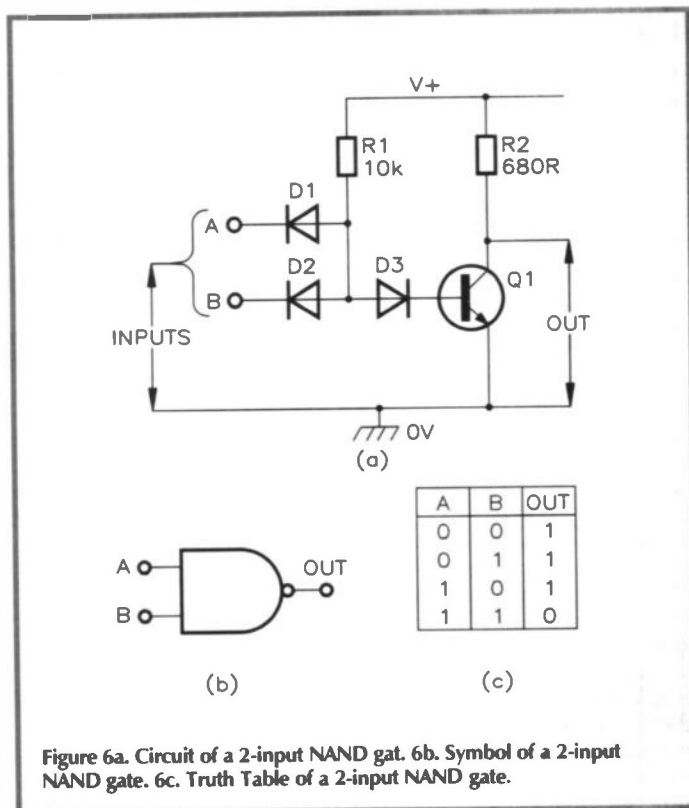 V+
R1
10k
R2
680R
D1
A
D2
D3
B
Q1
INPUTS
OUT
0V
(a)
A B OUT
0 0 1
0 1 1
1 0 1
1 1 0
A
OUT
B
(b)
(c)
Figure 6a. Circuit of a 2-input NAND gat. 6b. Symbol of a 2-input
NAND gate. 6c. Truth Table of a 2-input NAND gate.